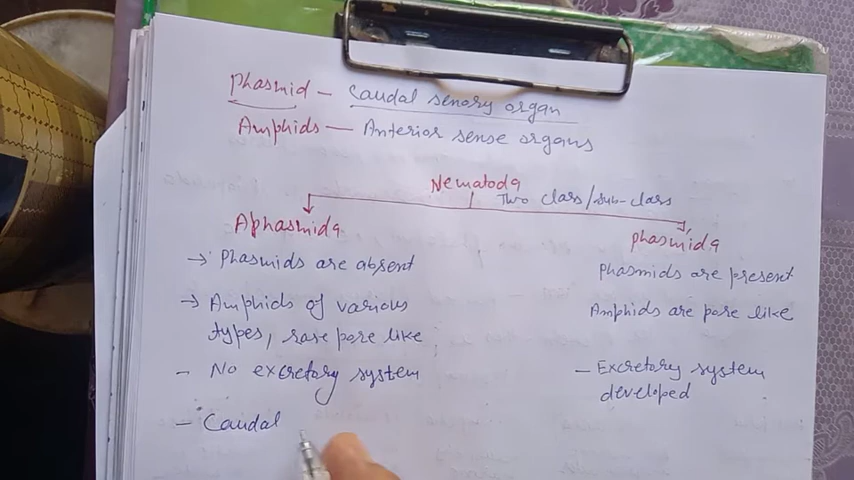 Phasmid - Caudal sensory organ
Amphids — Anterior sense organs
Nematoda
Two class/sub-class
Aphasmida
Phasmida
→ Phasmids are absent
Phasmids are present
→ Amphids of various
types, rare pore like
Amphids are pore like
- No excretory system
- Excretory system
developed
- Caudal